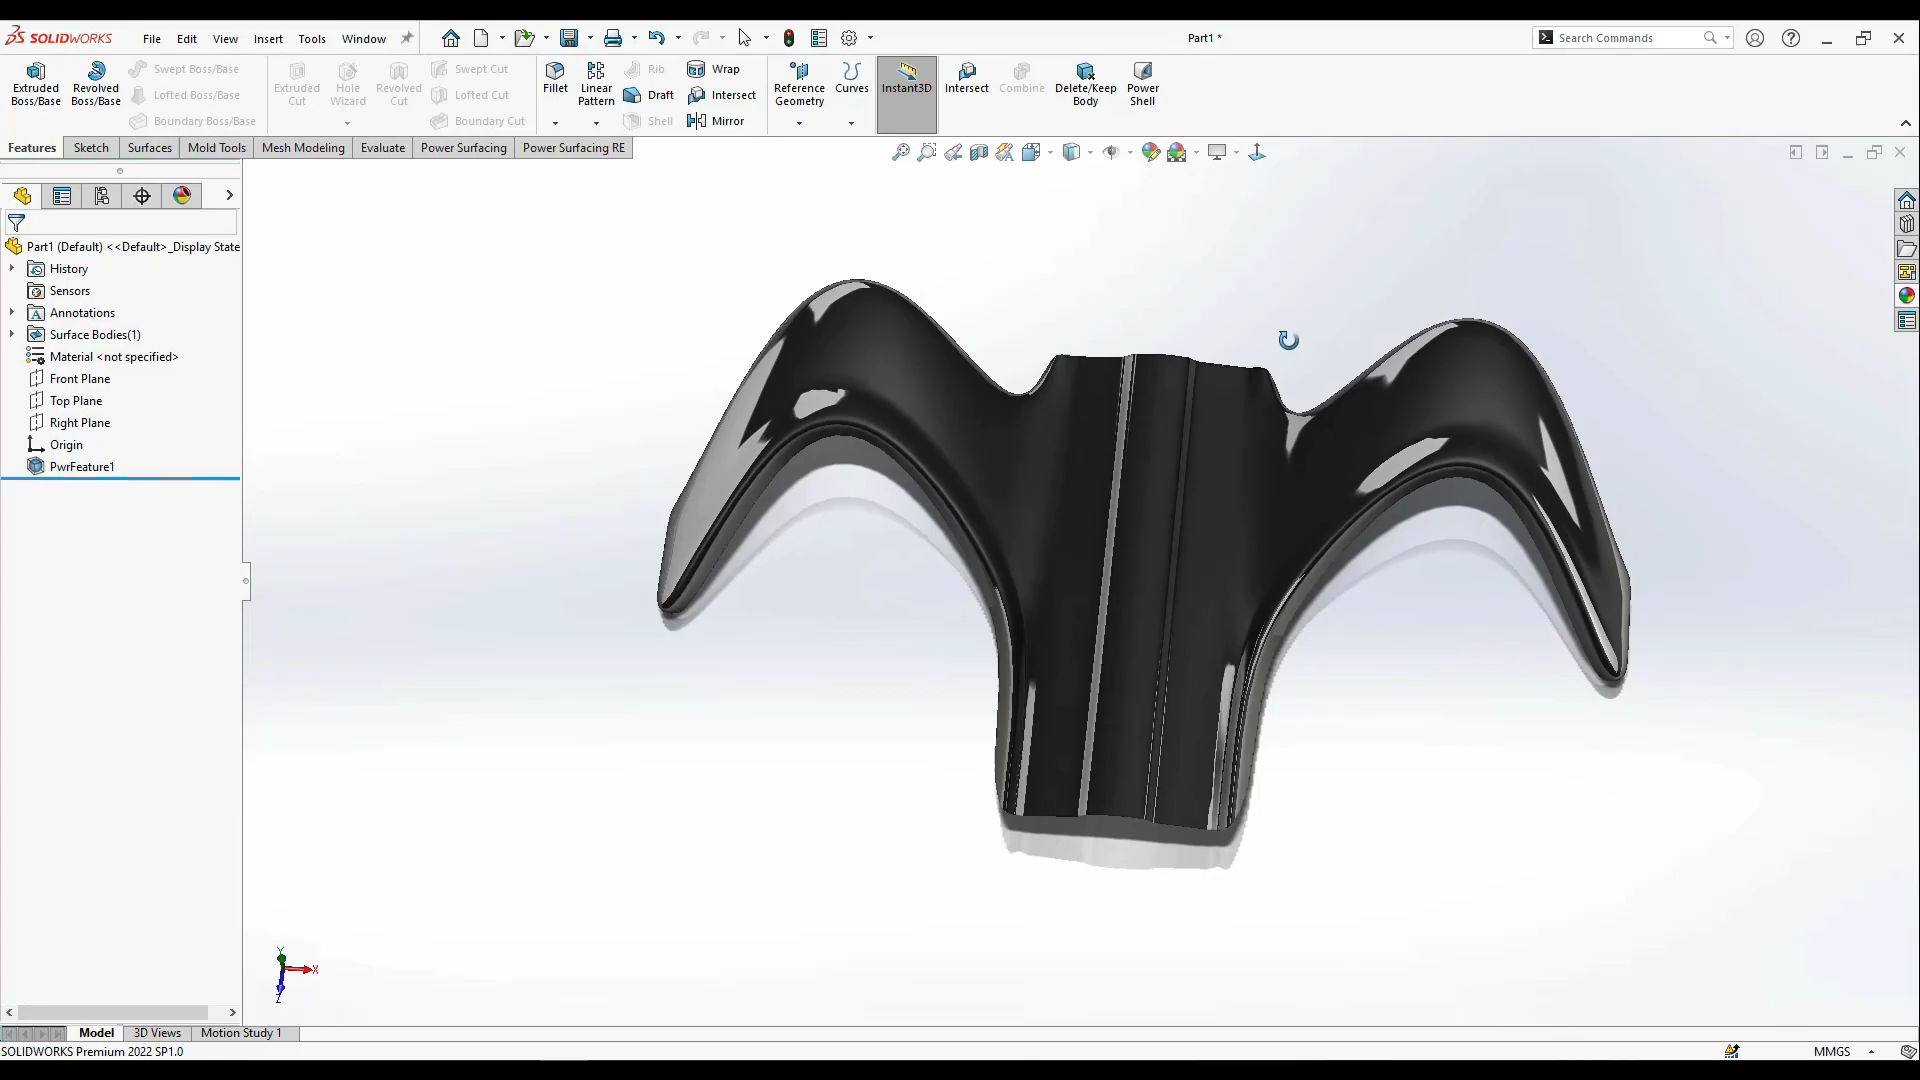 SOLIDWORKS File Edit View Insert Tools Window Part1 * Search Commands
Extruded Boss/Base
Revolved Boss/Base
Swept Boss/Base
Lofted Boss/Base
Boundary Boss/Base
Extruded Cut
Hole Wizard
Revolved Cut
Swept Cut
Lofted Cut
Boundary Cut
Fillet
Linear Pattern
Rib
Draft
Shell
Wrap
Intersect
Mirror
Reference Geometry
Curves
Instant3D
Intersect
Combine
Delete/Keep Body
Power Shell
Features Sketch Surfaces Mold Tools Mesh Modeling Evaluate Power Surfacing Power Surfacing RE
Part1 (Default) <<Default>_Display State
History
Sensors
Annotations
Surface Bodies(1)
Material <not specified>
Front Plane
Top Plane
Right Plane
Origin
PwrFeature1
Y
X
Z
Model 3D Views Motion Study 1
SOLIDWORKS Premium 2022 SP1.0 MMGS